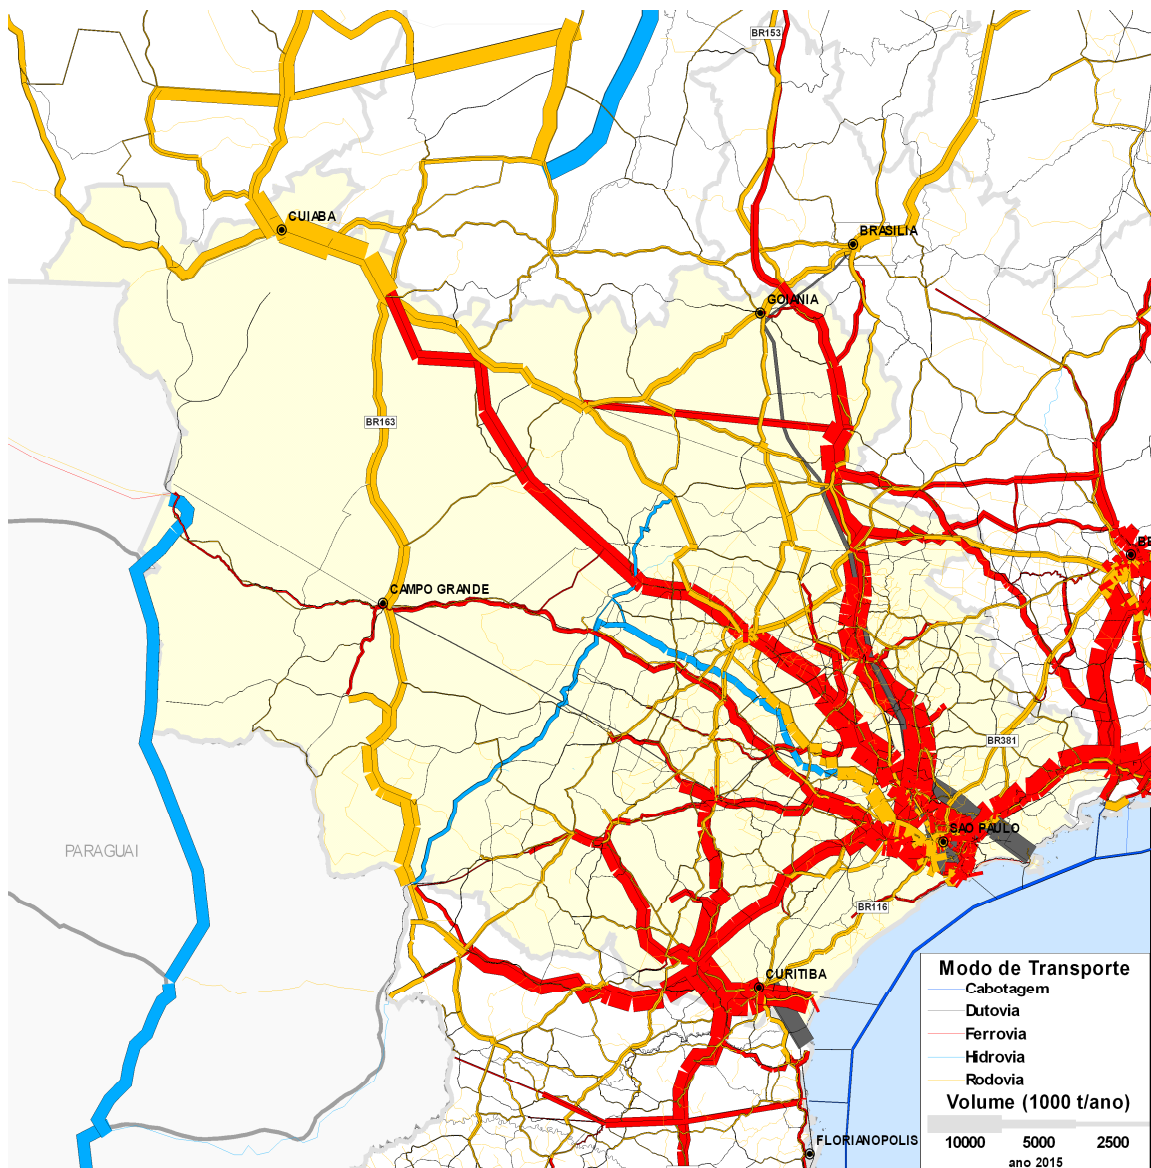 BR153
CUIABA
BRASILIA
GOIANIA
BR163
BE
CAMPO GRANDE
BR381
SAO PAULO
PARAGUAI
BR116
CURITIBA
FLORIANOPOLIS
Modo de Transporte
Cabotagem
Dutovia
Ferrovia
Hidrovia
Rodovia
Volume (1000 t/ano)
10000 5000 2500
ano 2015